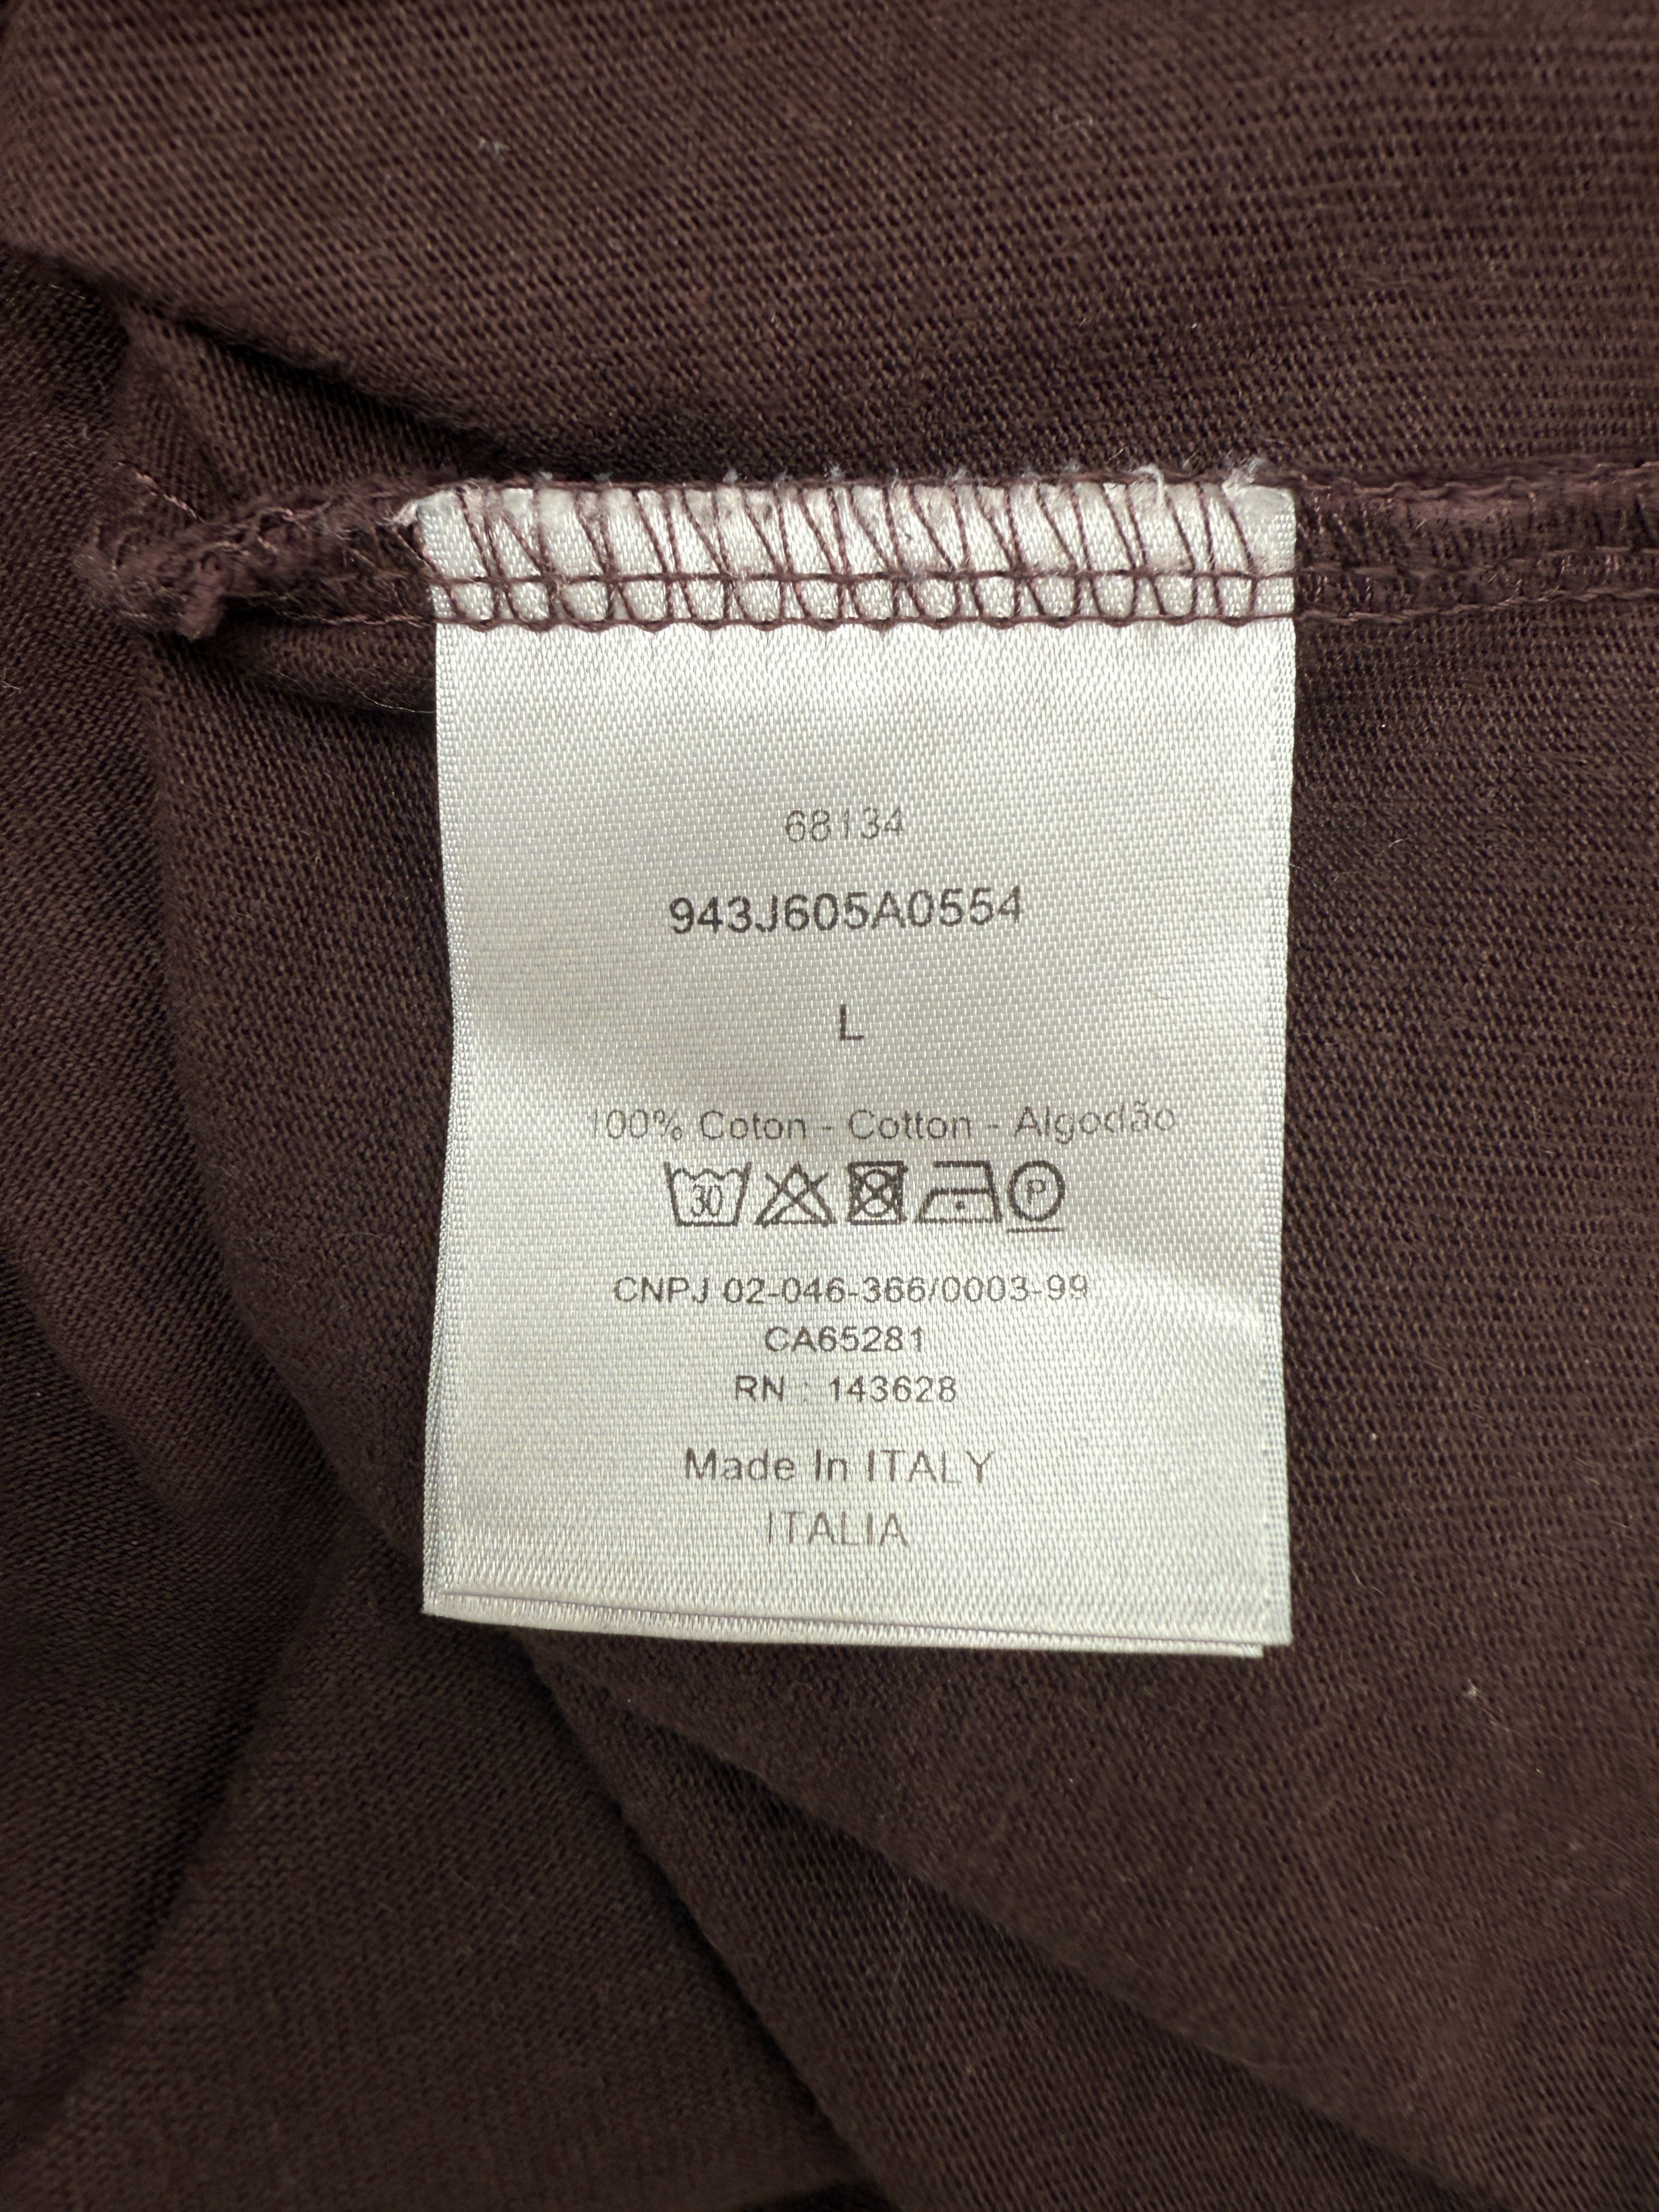 68134
943J605A0554
L
100% Coton - Cotton - Algodão
30 P
CNPJ 02-046-366/0003-99
CA65281
RN : 143628
Made In ITALY
ITALIA